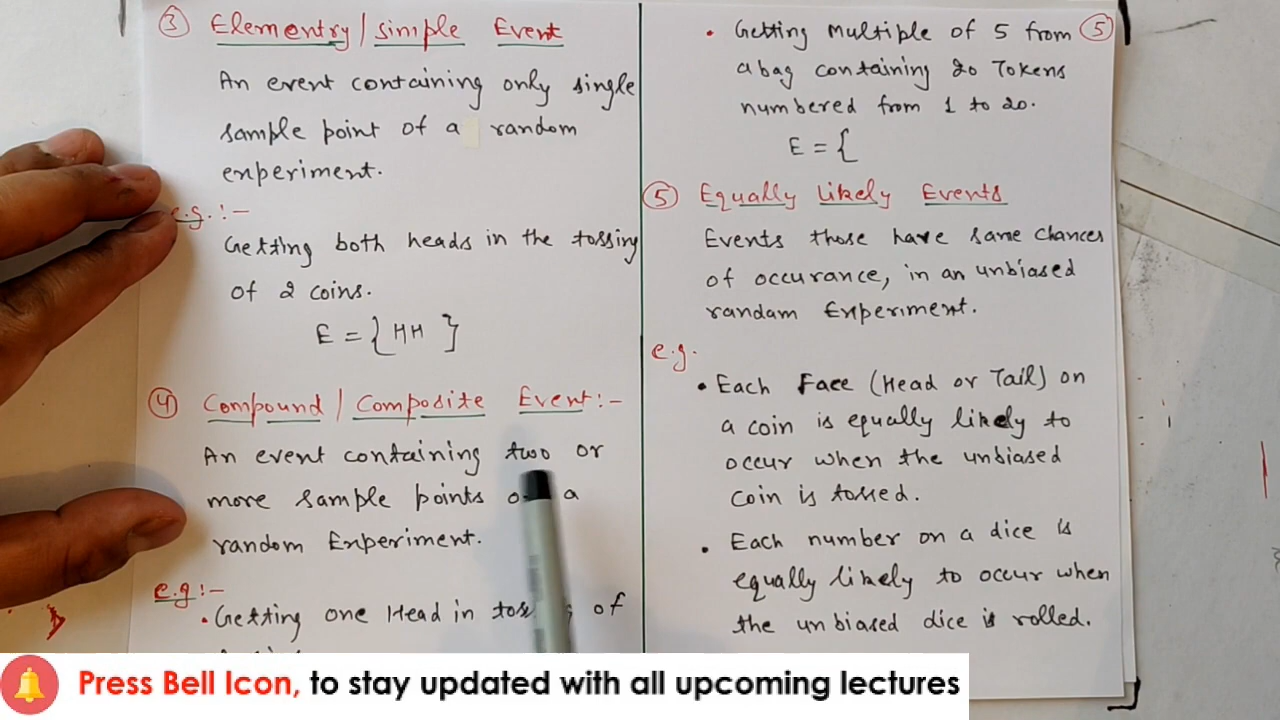 ③ Elementry / Simple Event
An event containing only single
sample point of a random
experiment.
e.g. :-
Getting both heads in the tossing
of 2 coins.
E = { HH }
④ Compound / Composite Event:-
An event containing two or
more sample points of a
random Experiment.
e.g :-
• Getting one Head in of
• Getting Multiple of 5 from ⑤
a bag containing 20 Tokens
numbered from 1 to 20.
E = {
⑤ Equally Likely Events
Events those have same chances
of occurance, in an unbiased
randam Experiment.
e.g.
• Each Face (Head or Tail) on
a coin is equally likely to
occur when the unbiased
coin is tossed.
• Each number on a dice is
equally likely to occur when
the unbiased dice is rolled.
Press Bell Icon, to stay updated with all upcoming lectures